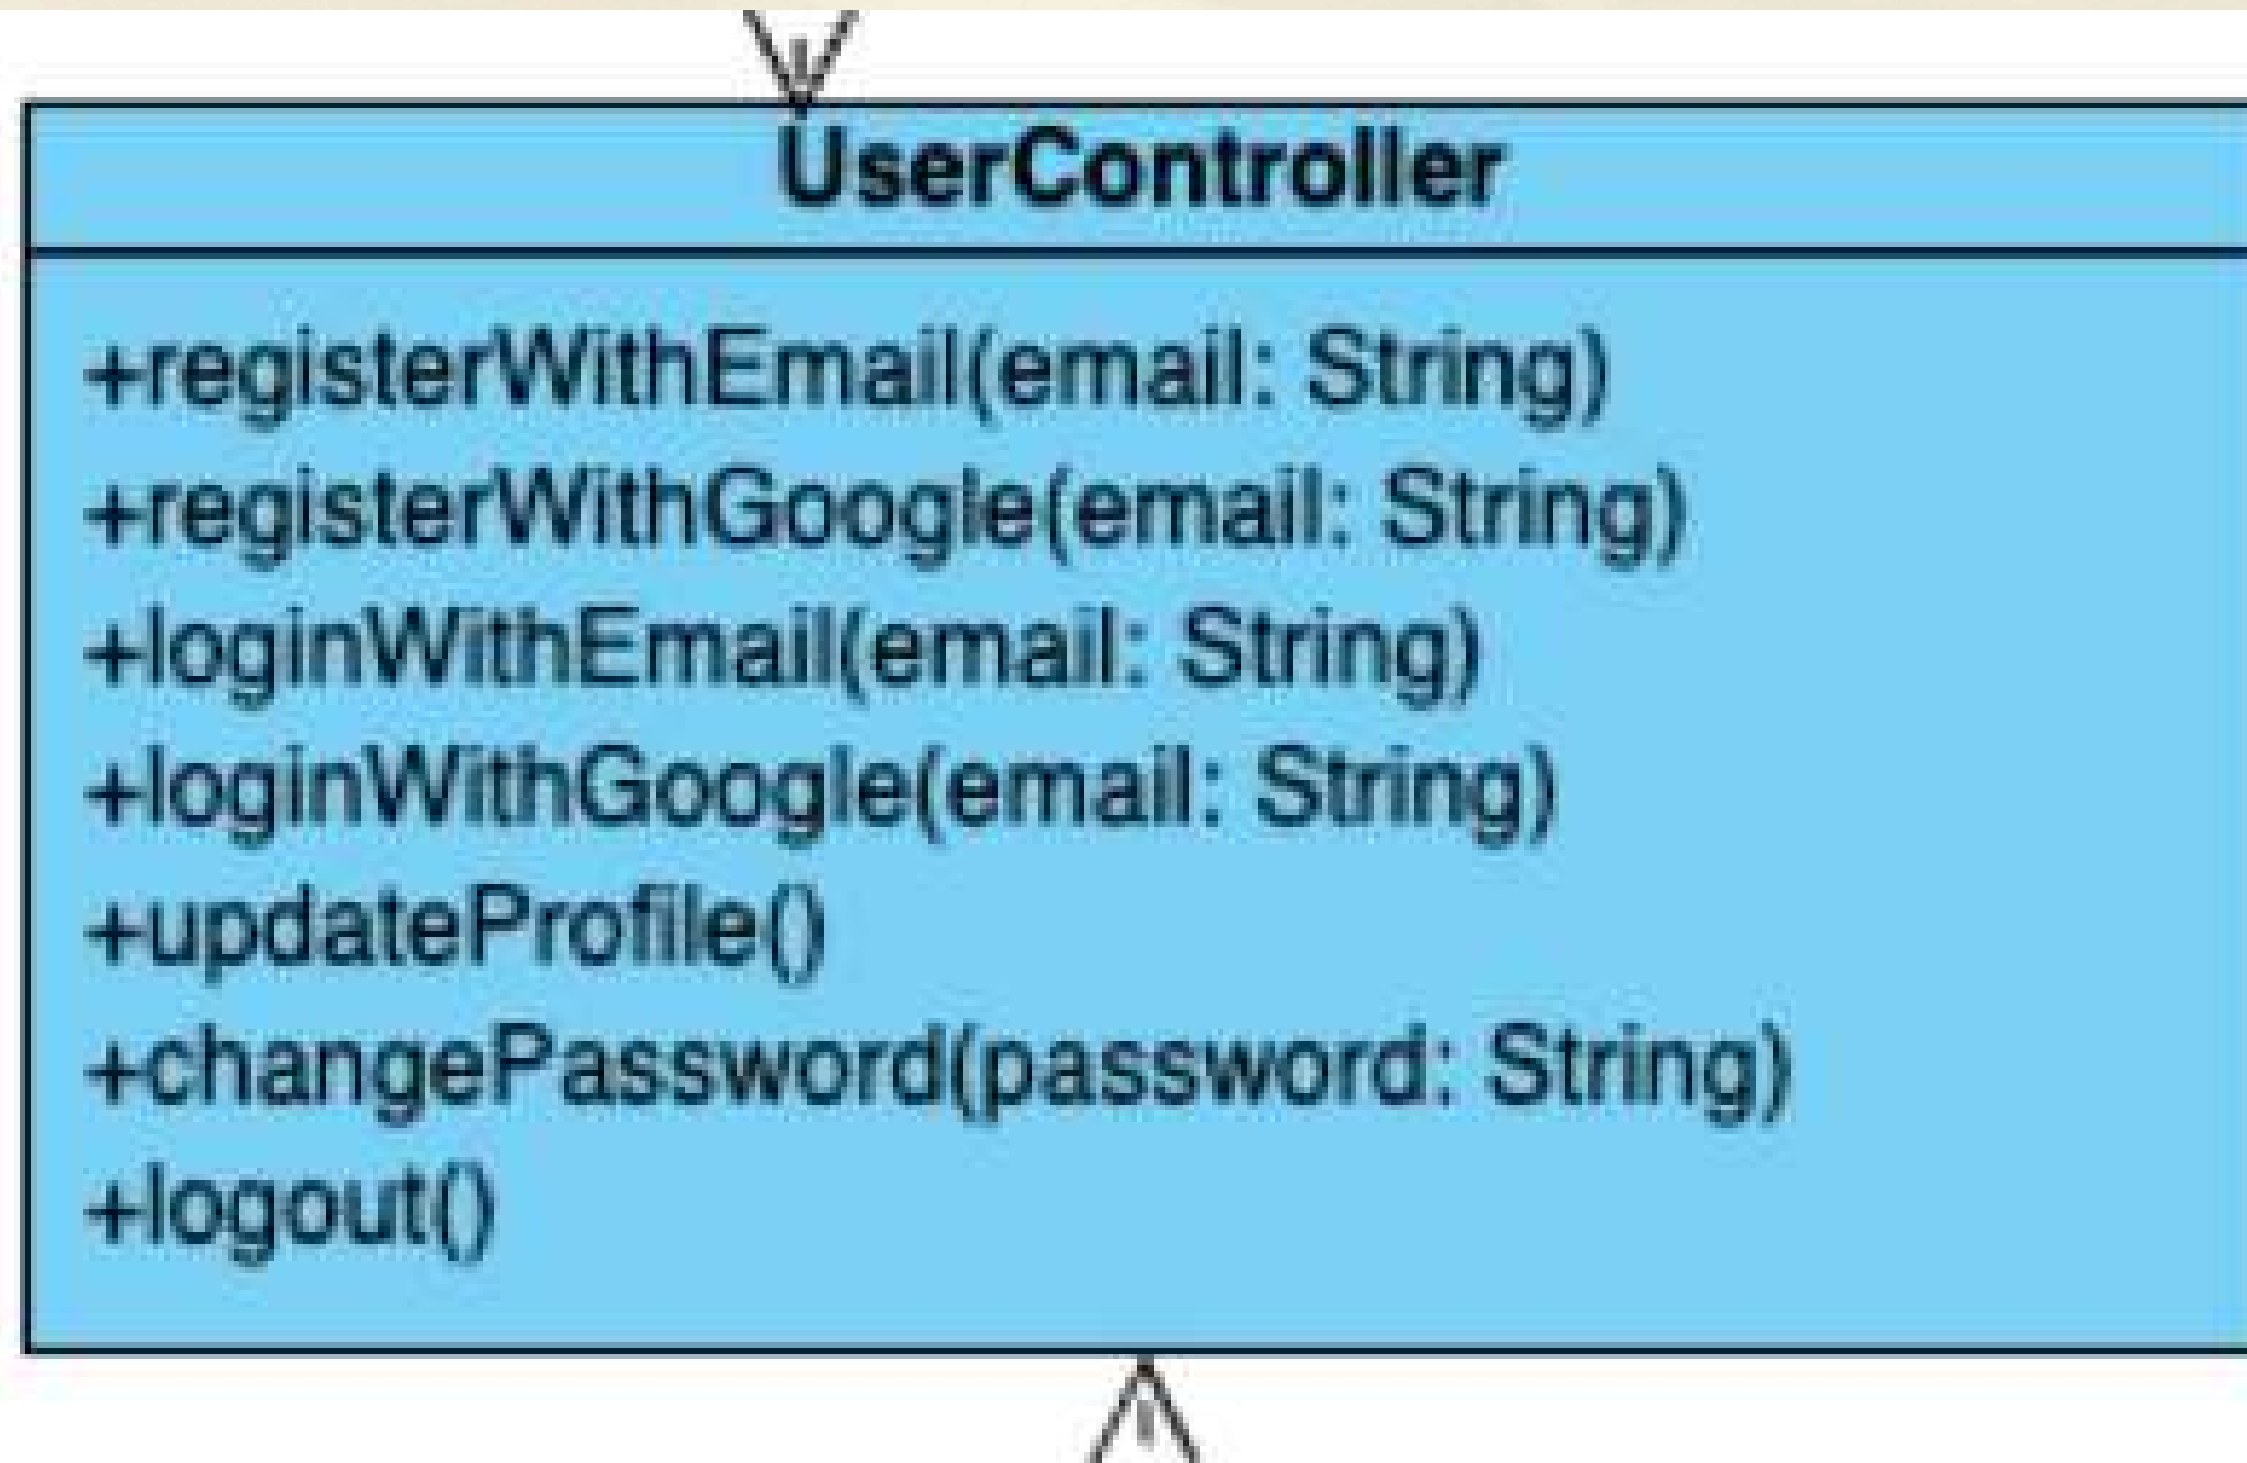 UserController
+registerWithEmail(email: String)
+registerWithGoogle(email: String)
+loginWithEmail(email: String)
+loginWithGoogle(email: String)
+updateProfile()
+changePassword(password: String)
+logout()